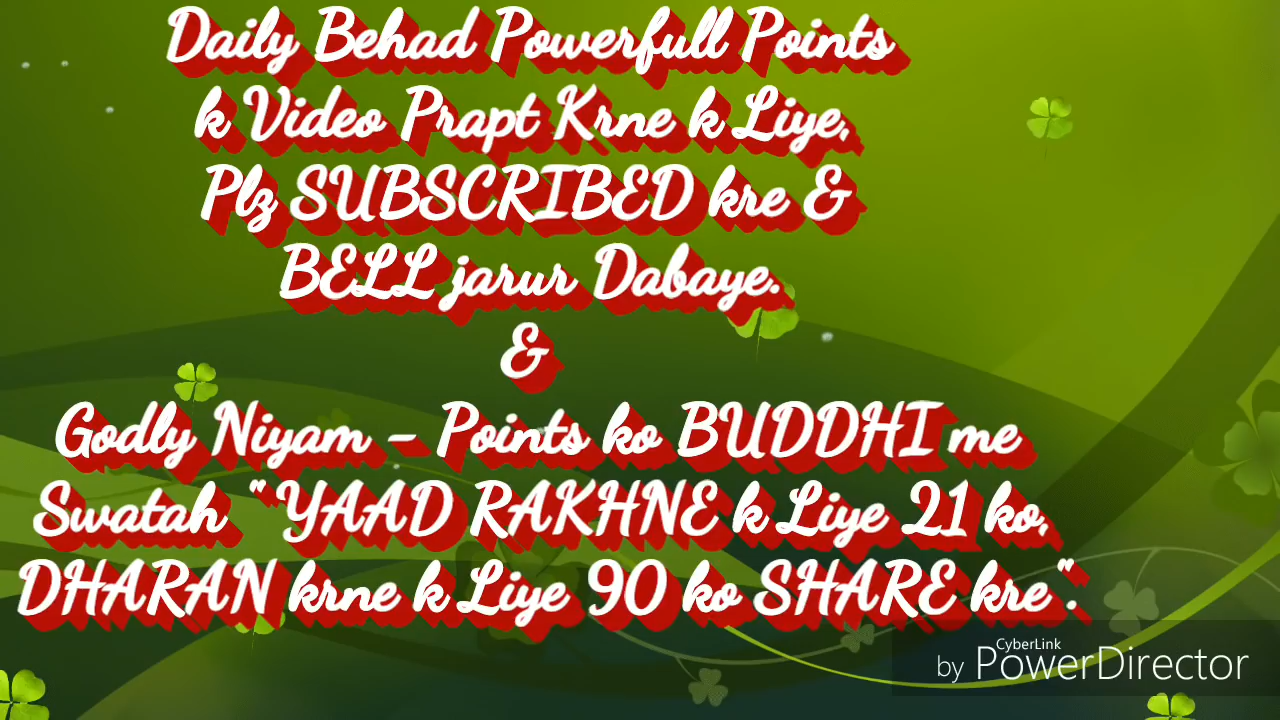 Daily Behad Powerfull Points
k Video Prapt Krne k Liye,
Plz SUBSCRIBED kre &
BELL jarur Dabaye.
&
Godly Niyam - Points ko BUDDHI me
Swatah "YAAD RAKHNE k Liye 21 ko,
DHARAN krne k Liye 90 ko SHARE kre".
CyberLink
by PowerDirector